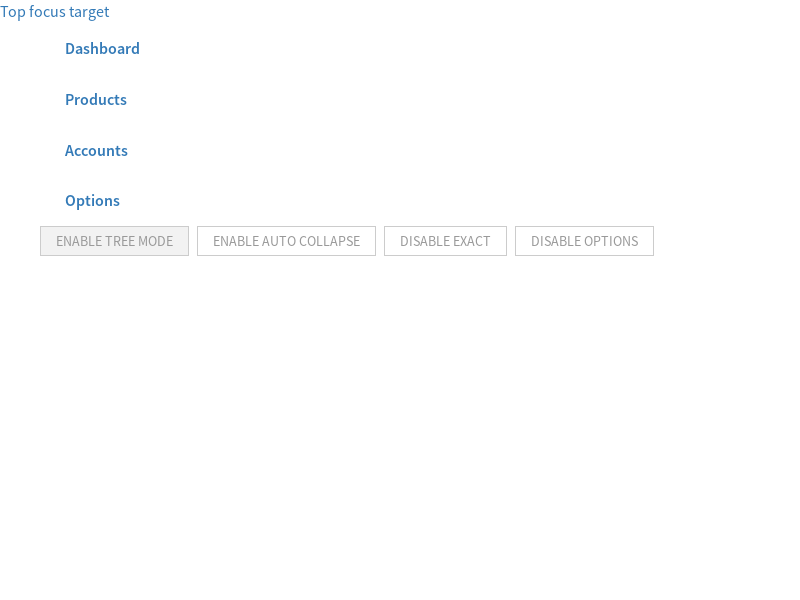 Top focus target
Dashboard
Products
Accounts
Options
ENABLE TREE MODE ENABLE AUTO COLLAPSE DISABLE EXACT DISABLE OPTIONS